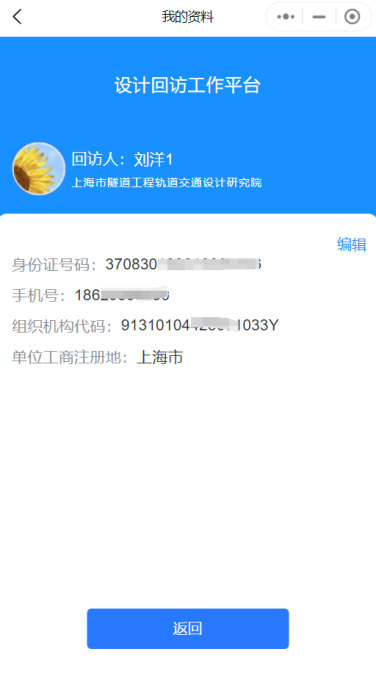 我的资料
设计回访工作平台
回访人：刘洋1
上海市隧道工程轨道交通设计研究院
编辑
身份证号码：370830
手机号：186
组织机构代码：91310104 1033Y
单位工商注册地：上海市
返回